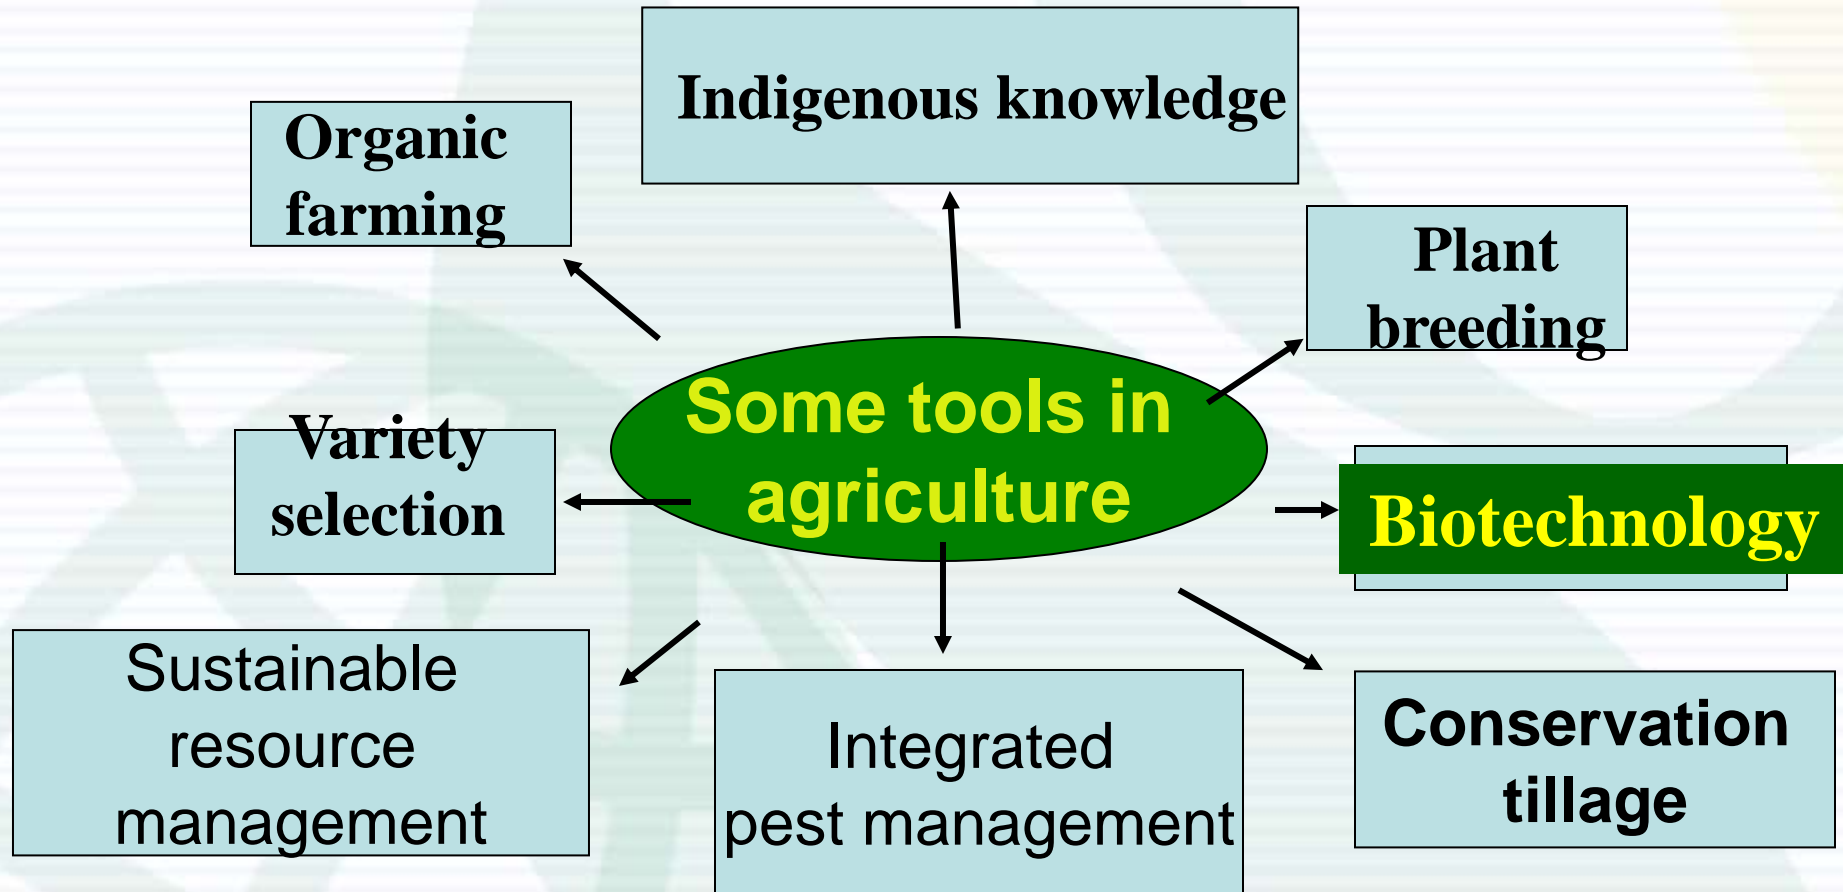 Indigenous knowledge
Organic
farming
Plant
breeding
Some tools in
agriculture
Variety
selection
Biotechnology
Sustainable
resource
management
Integrated
pest management
Conservation
tillage